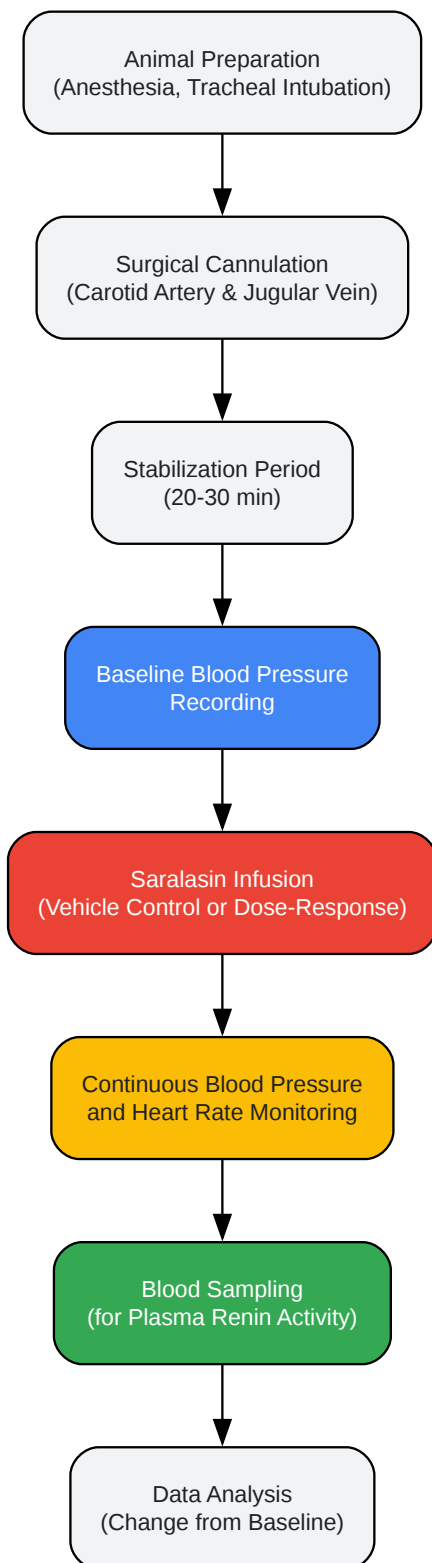 Animal Preparation
(Anesthesia, Tracheal Intubation)
Surgical Cannulation
(Carotid Artery & Jugular Vein)
Stabilization Period
(20-30 min)
Baseline Blood Pressure
Recording
Saralasin Infusion
(Vehicle Control or Dose-Response)
Continuous Blood Pressure
and Heart Rate Monitoring
Blood Sampling
(for Plasma Renin Activity)
Data Analysis
(Change from Baseline)